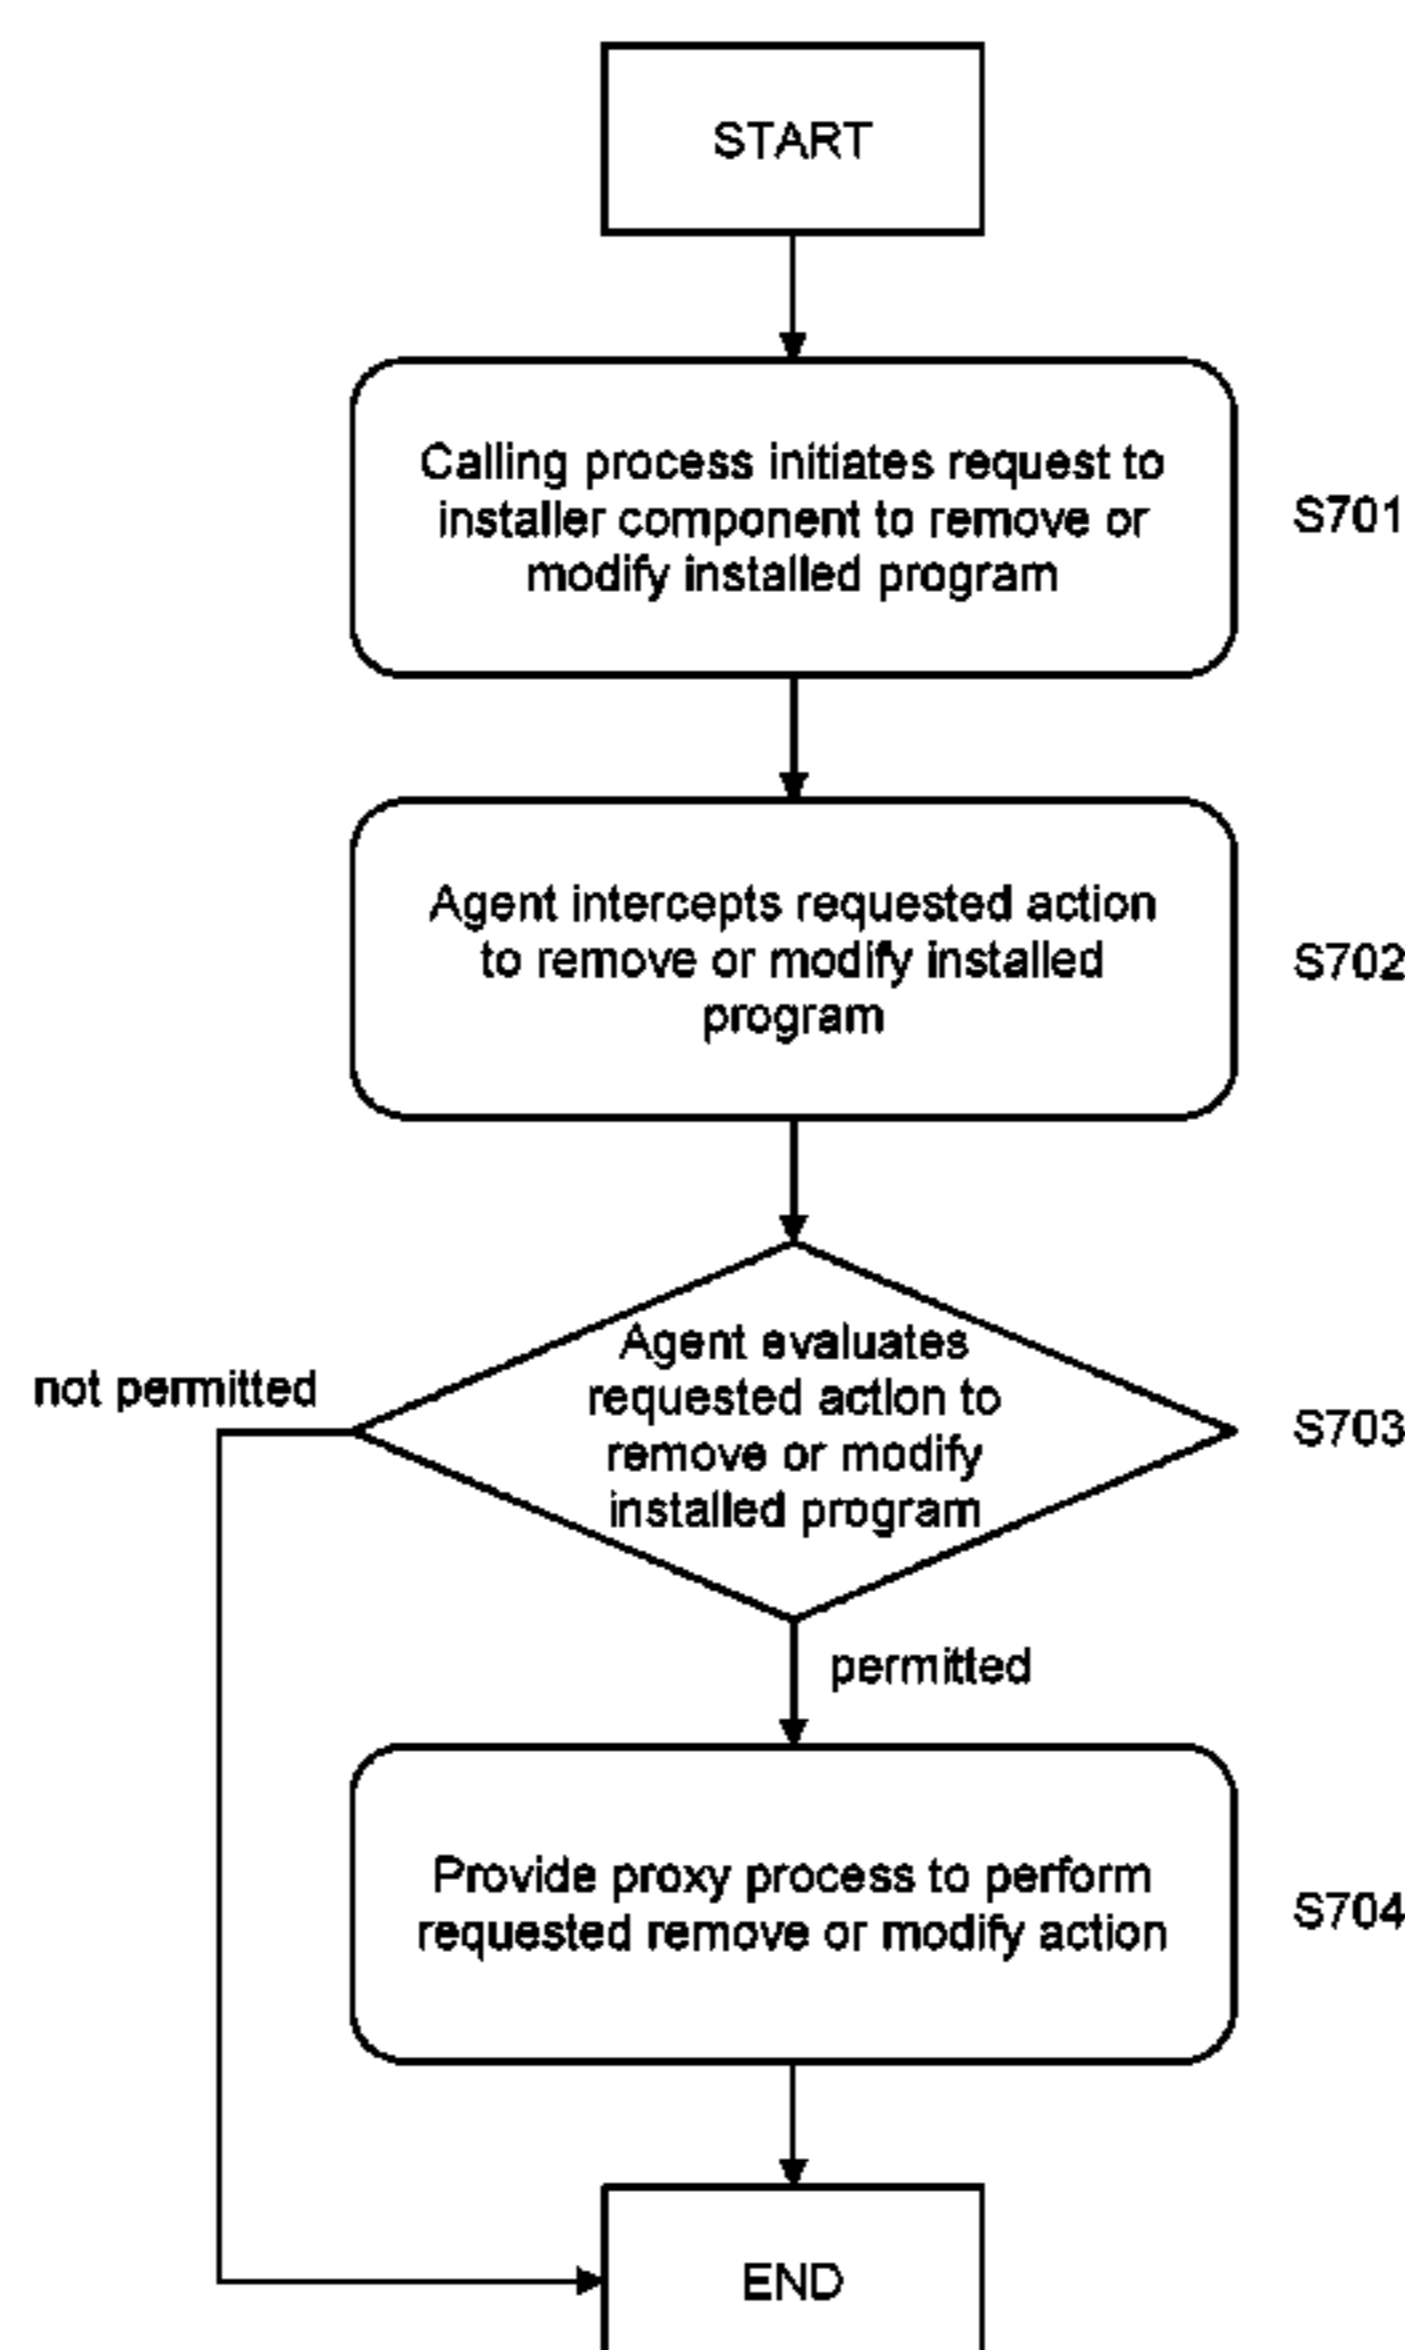 START
Calling process initiates request to
installer component to remove or
modify installed program
S701
Agent intercepts requested action
to remove or modify installed
program
S702
Agent evaluates
requested action to
remove or modify
installed program
S703
not permitted
permitted
Provide proxy process to perform
requested remove or modify action
S704
END